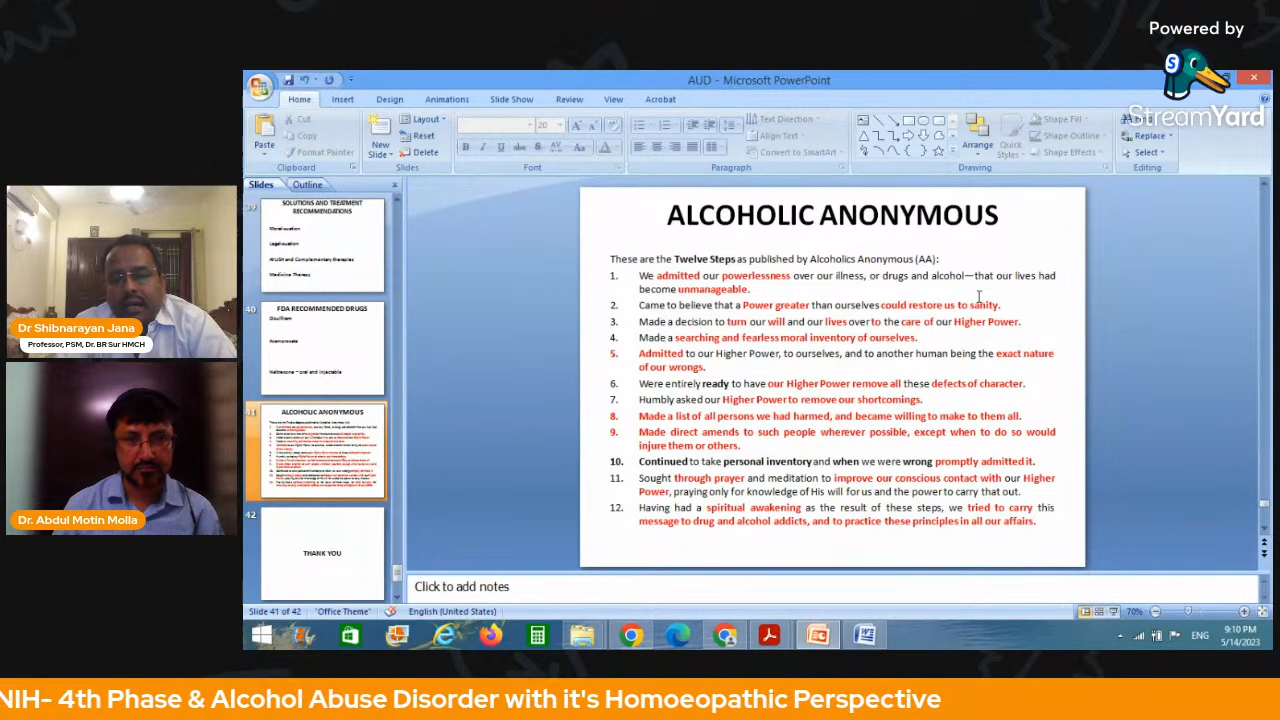 Powered by
StreamYard
AUD - Microsoft PowerPoint
Home Insert Design Animations Slide Show Review View Acrobat
Paste
Cut
Copy
Format Painter
Clipboard
New Slide
Layout
Reset
Delete
Slides
20
Font
Text Direction
Align Text
Convert to SmartArt
Paragraph
Arrange
Quick Styles
Shape Fill
Shape Outline
Shape Effects
Drawing
Replace
Select
Editing
Slides Outline
39
SOLUTIONS AND TREATMENT
RECOMMENDATIONS
Moral suation
Legal suation
AYUSH and Complementary therapies
Medicine Therapy
40
FDA RECOMMENDED DRUGS
Disulfiram
Acamprosate
Naltrexone – oral and injectable
41
ALCOHOLIC ANONYMOUS
42
THANK YOU
ALCOHOLIC ANONYMOUS
These are the Twelve Steps as published by Alcoholics Anonymous (AA):
1. We admitted our powerlessness over our illness, or drugs and alcohol—that our lives had
become unmanageable.
2. Came to believe that a Power greater than ourselves could restore us to sanity.
3. Made a decision to turn our will and our lives over to the care of our Higher Power.
4. Made a searching and fearless moral inventory of ourselves.
5. Admitted to our Higher Power, to ourselves, and to another human being the exact nature
of our wrongs.
6. Were entirely ready to have our Higher Power remove all these defects of character.
7. Humbly asked our Higher Power to remove our shortcomings.
8. Made a list of all persons we had harmed, and became willing to make to them all.
9. Made direct amends to such people wherever possible, except when to do so would
injure them or others.
10. Continued to take personal inventory and when we were wrong promptly admitted it.
11. Sought through prayer and meditation to improve our conscious contact with our Higher
Power, praying only for knowledge of His will for us and the power to carry that out.
12. Having had a spiritual awakening as the result of these steps, we tried to carry this
message to drug and alcohol addicts, and to practice these principles in all our affairs.
Click to add notes
Slide 41 of 42 "Office Theme" English (United States) 70%
ENG
9:10 PM
5/14/2023
Dr Shibnarayan Jana
Professor, PSM, Dr. BR Sur HMCH
Dr. Abdul Motin Molla
NIH- 4th Phase & Alcohol Abuse Disorder with it's Homoeopathic Perspective